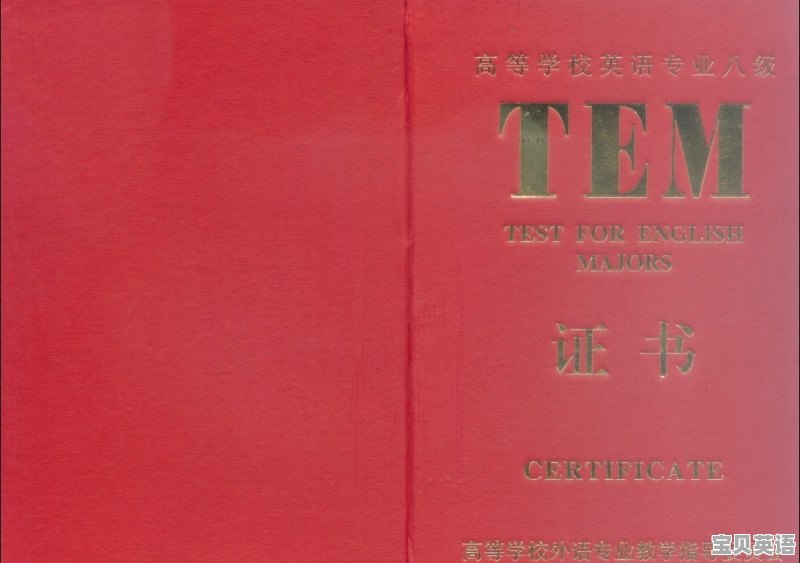 高等学校英语专业八级
TEM
TEST FOR ENGLISH
MAJORS
证书
CERTIFICATE
高等学校外语专业教学指导委员会
宝贝英语